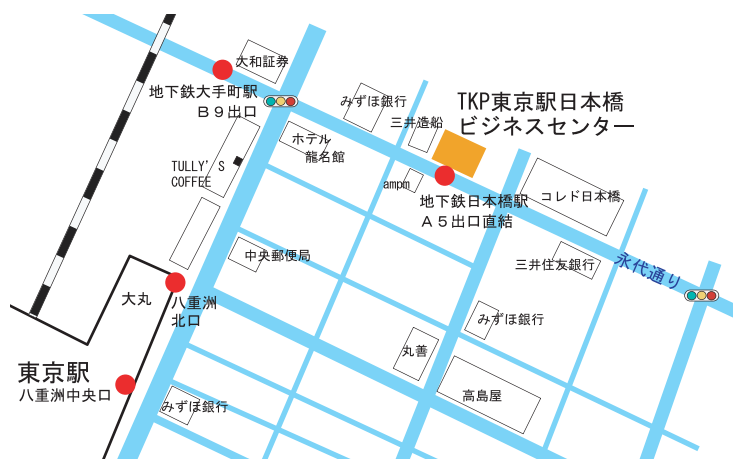 大和証券
地下鉄大手町駅
B9出口
みずほ銀行
三井造船
TKP東京駅日本橋
ビジネスセンター
ホテル
龍名館
TULLY'S
COFFEE
ampm
地下鉄日本橋駅
A5出口直結
コレド日本橋
中央郵便局
三井住友銀行
永代通り
大丸
八重洲
北口
みずほ銀行
丸善
東京駅
八重洲中央口
高島屋
みずほ銀行